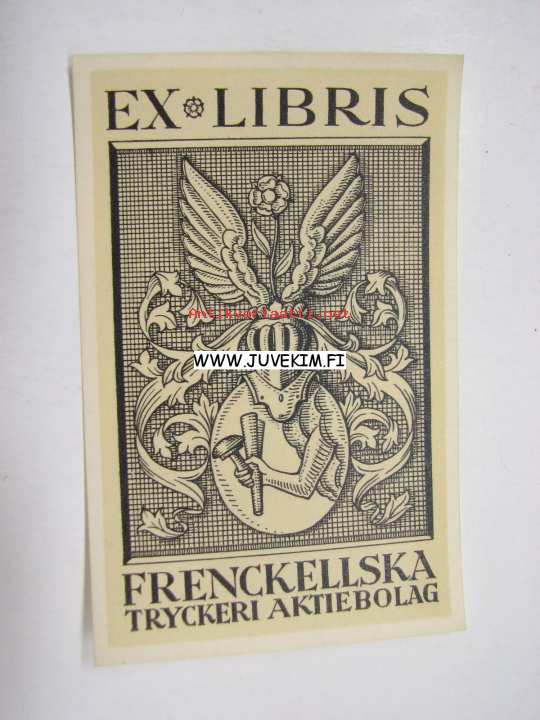 EX LIBRIS
Antikvariaatti.net
WWW.JUVEKIM.FI
FRENCKELLSKA
TRYCKERI AKTIEBOLAG